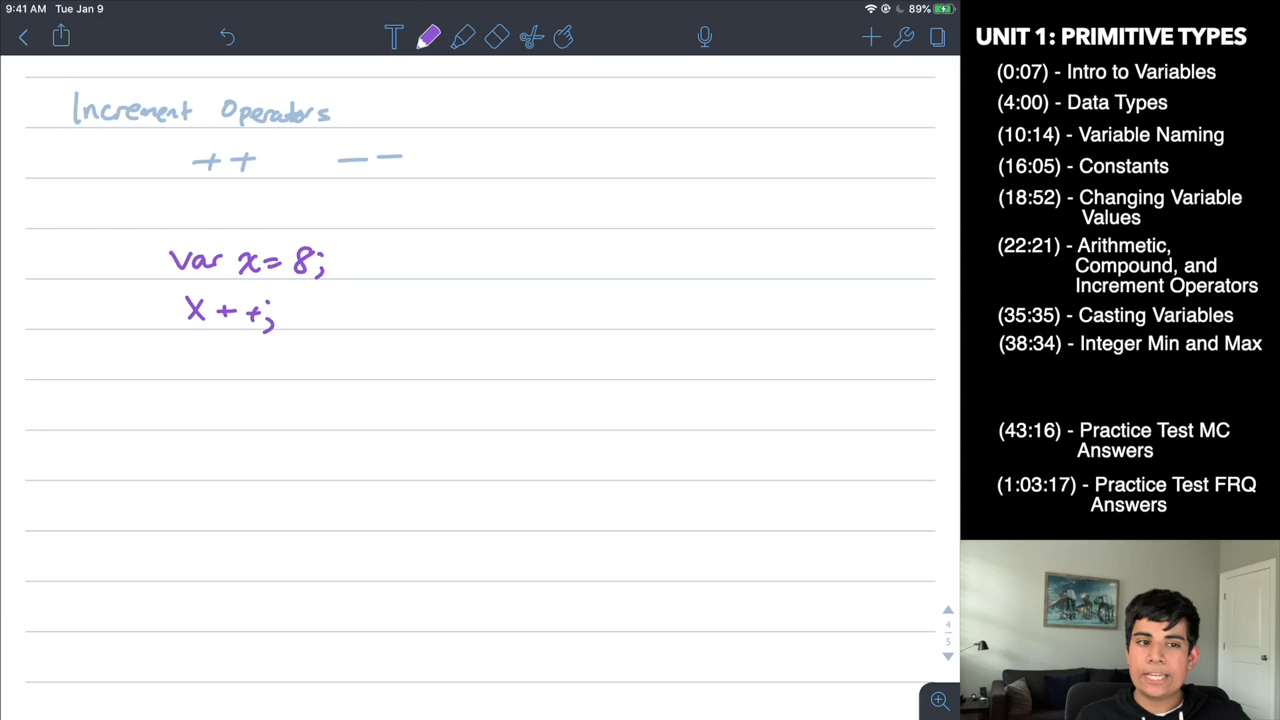 9:41 AM Tue Jan 9
89%
T
Increment Operators
++ --
var x = 8;
x++;
4
5
UNIT 1: PRIMITIVE TYPES
(0:07) - Intro to Variables
(4:00) - Data Types
(10:14) - Variable Naming
(16:05) - Constants
(18:52) - Changing Variable
Values
(22:21) - Arithmetic,
Compound, and
Increment Operators
(35:35) - Casting Variables
(38:34) - Integer Min and Max
(43:16) - Practice Test MC
Answers
(1:03:17) - Practice Test FRQ
Answers